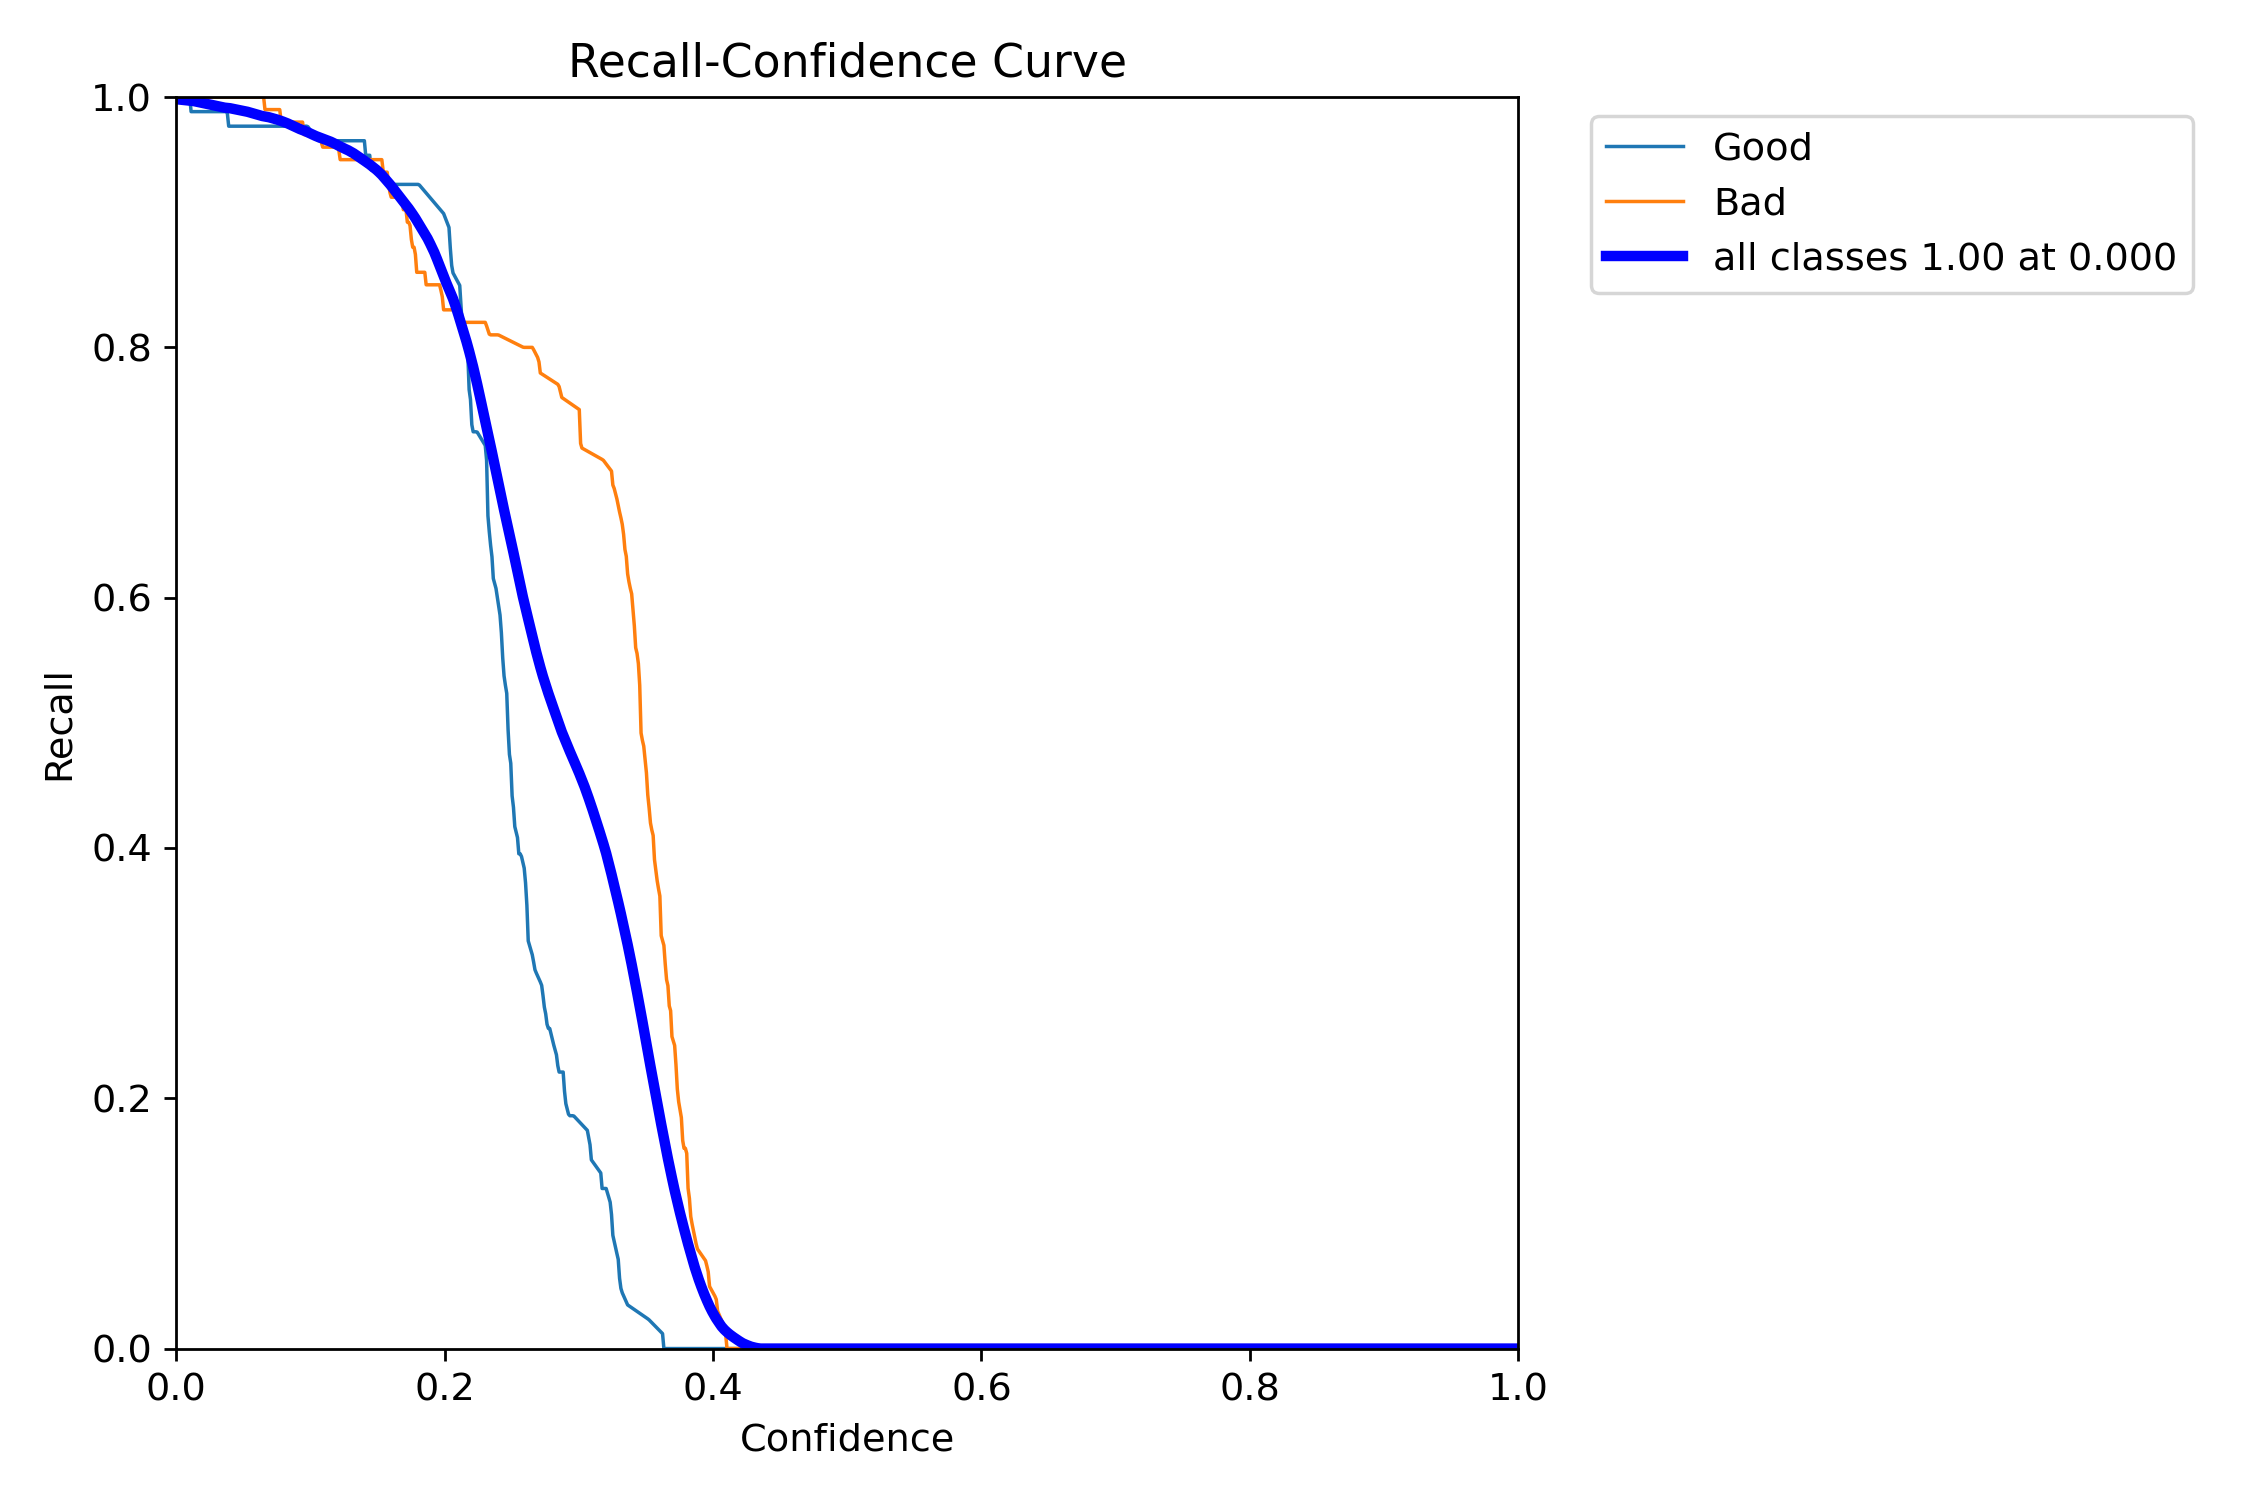 Recall-Confidence Curve
1.0
0.8
0.6
0.4
0.2
0.0
Recall
0.0 0.2 0.4 0.6 0.8 1.0
Confidence
Good
Bad
all classes 1.00 at 0.000